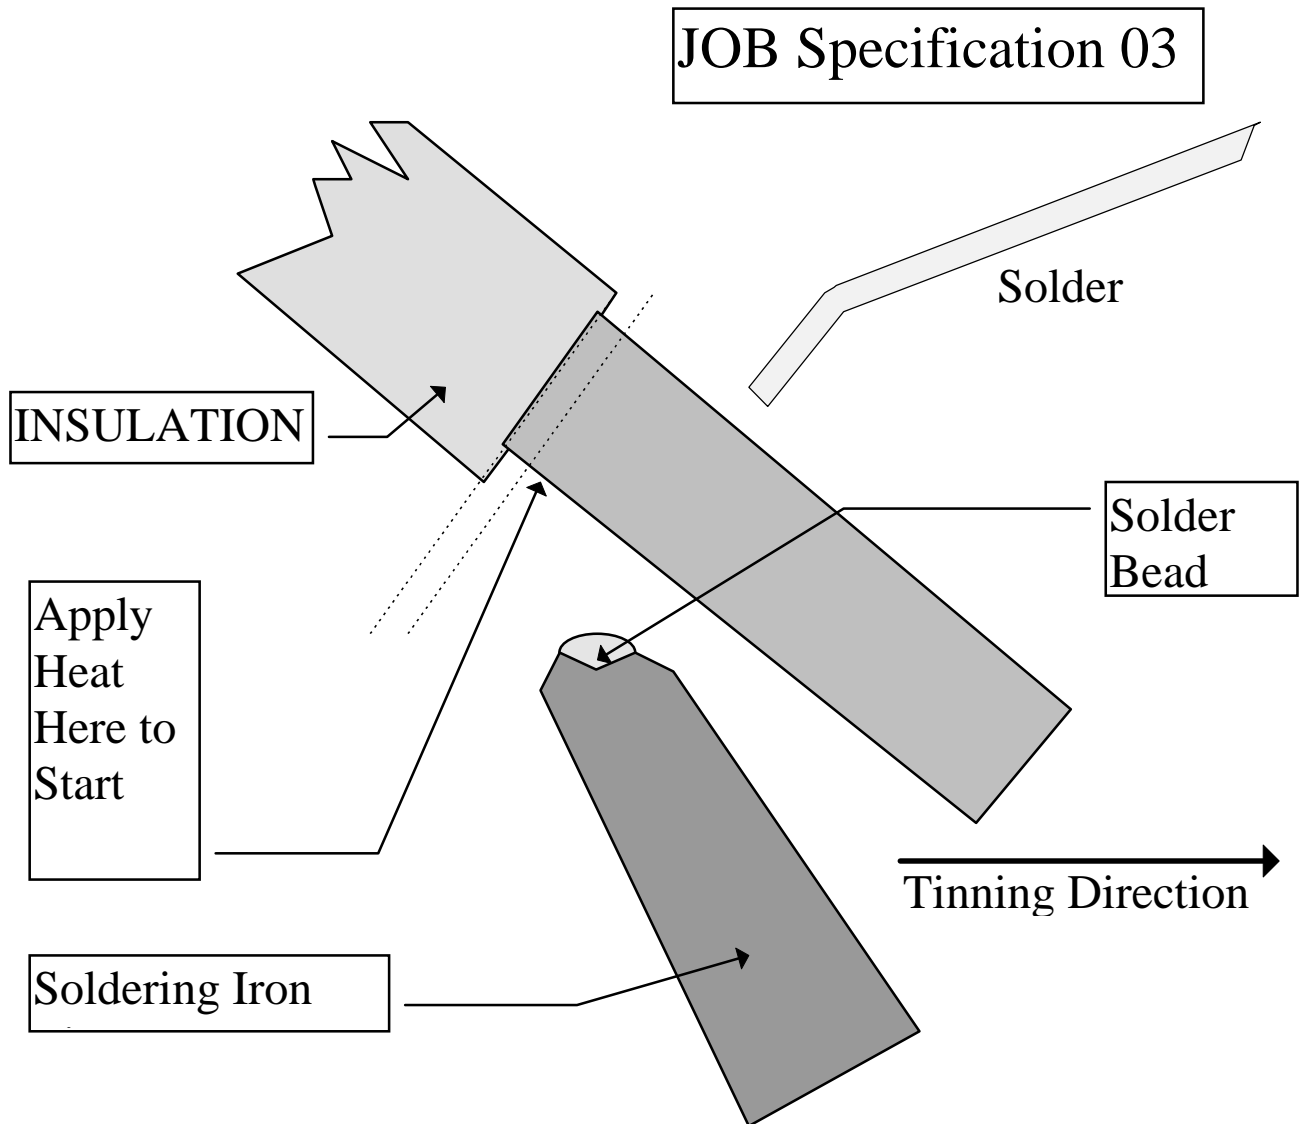 JOB Specification 03
Solder
INSULATION
Solder
Bead
Apply
Heat
Here to
Start
Tinning Direction
Soldering Iron